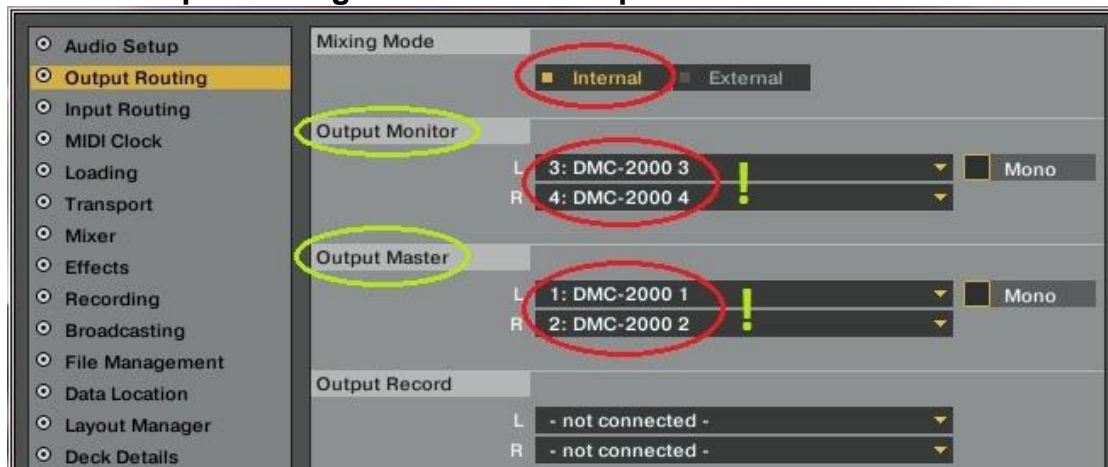 Audio Setup
Output Routing
Input Routing
MIDI Clock
Loading
Transport
Mixer
Effects
Recording
Broadcasting
File Management
Data Location
Layout Manager
Deck Details
Mixing Mode
Internal External
Output Monitor
L 3: DMC-2000 3 Mono
R 4: DMC-2000 4
!
Output Master
L 1: DMC-2000 1 Mono
R 2: DMC-2000 2
!
Output Record
L - not connected -
R - not connected -